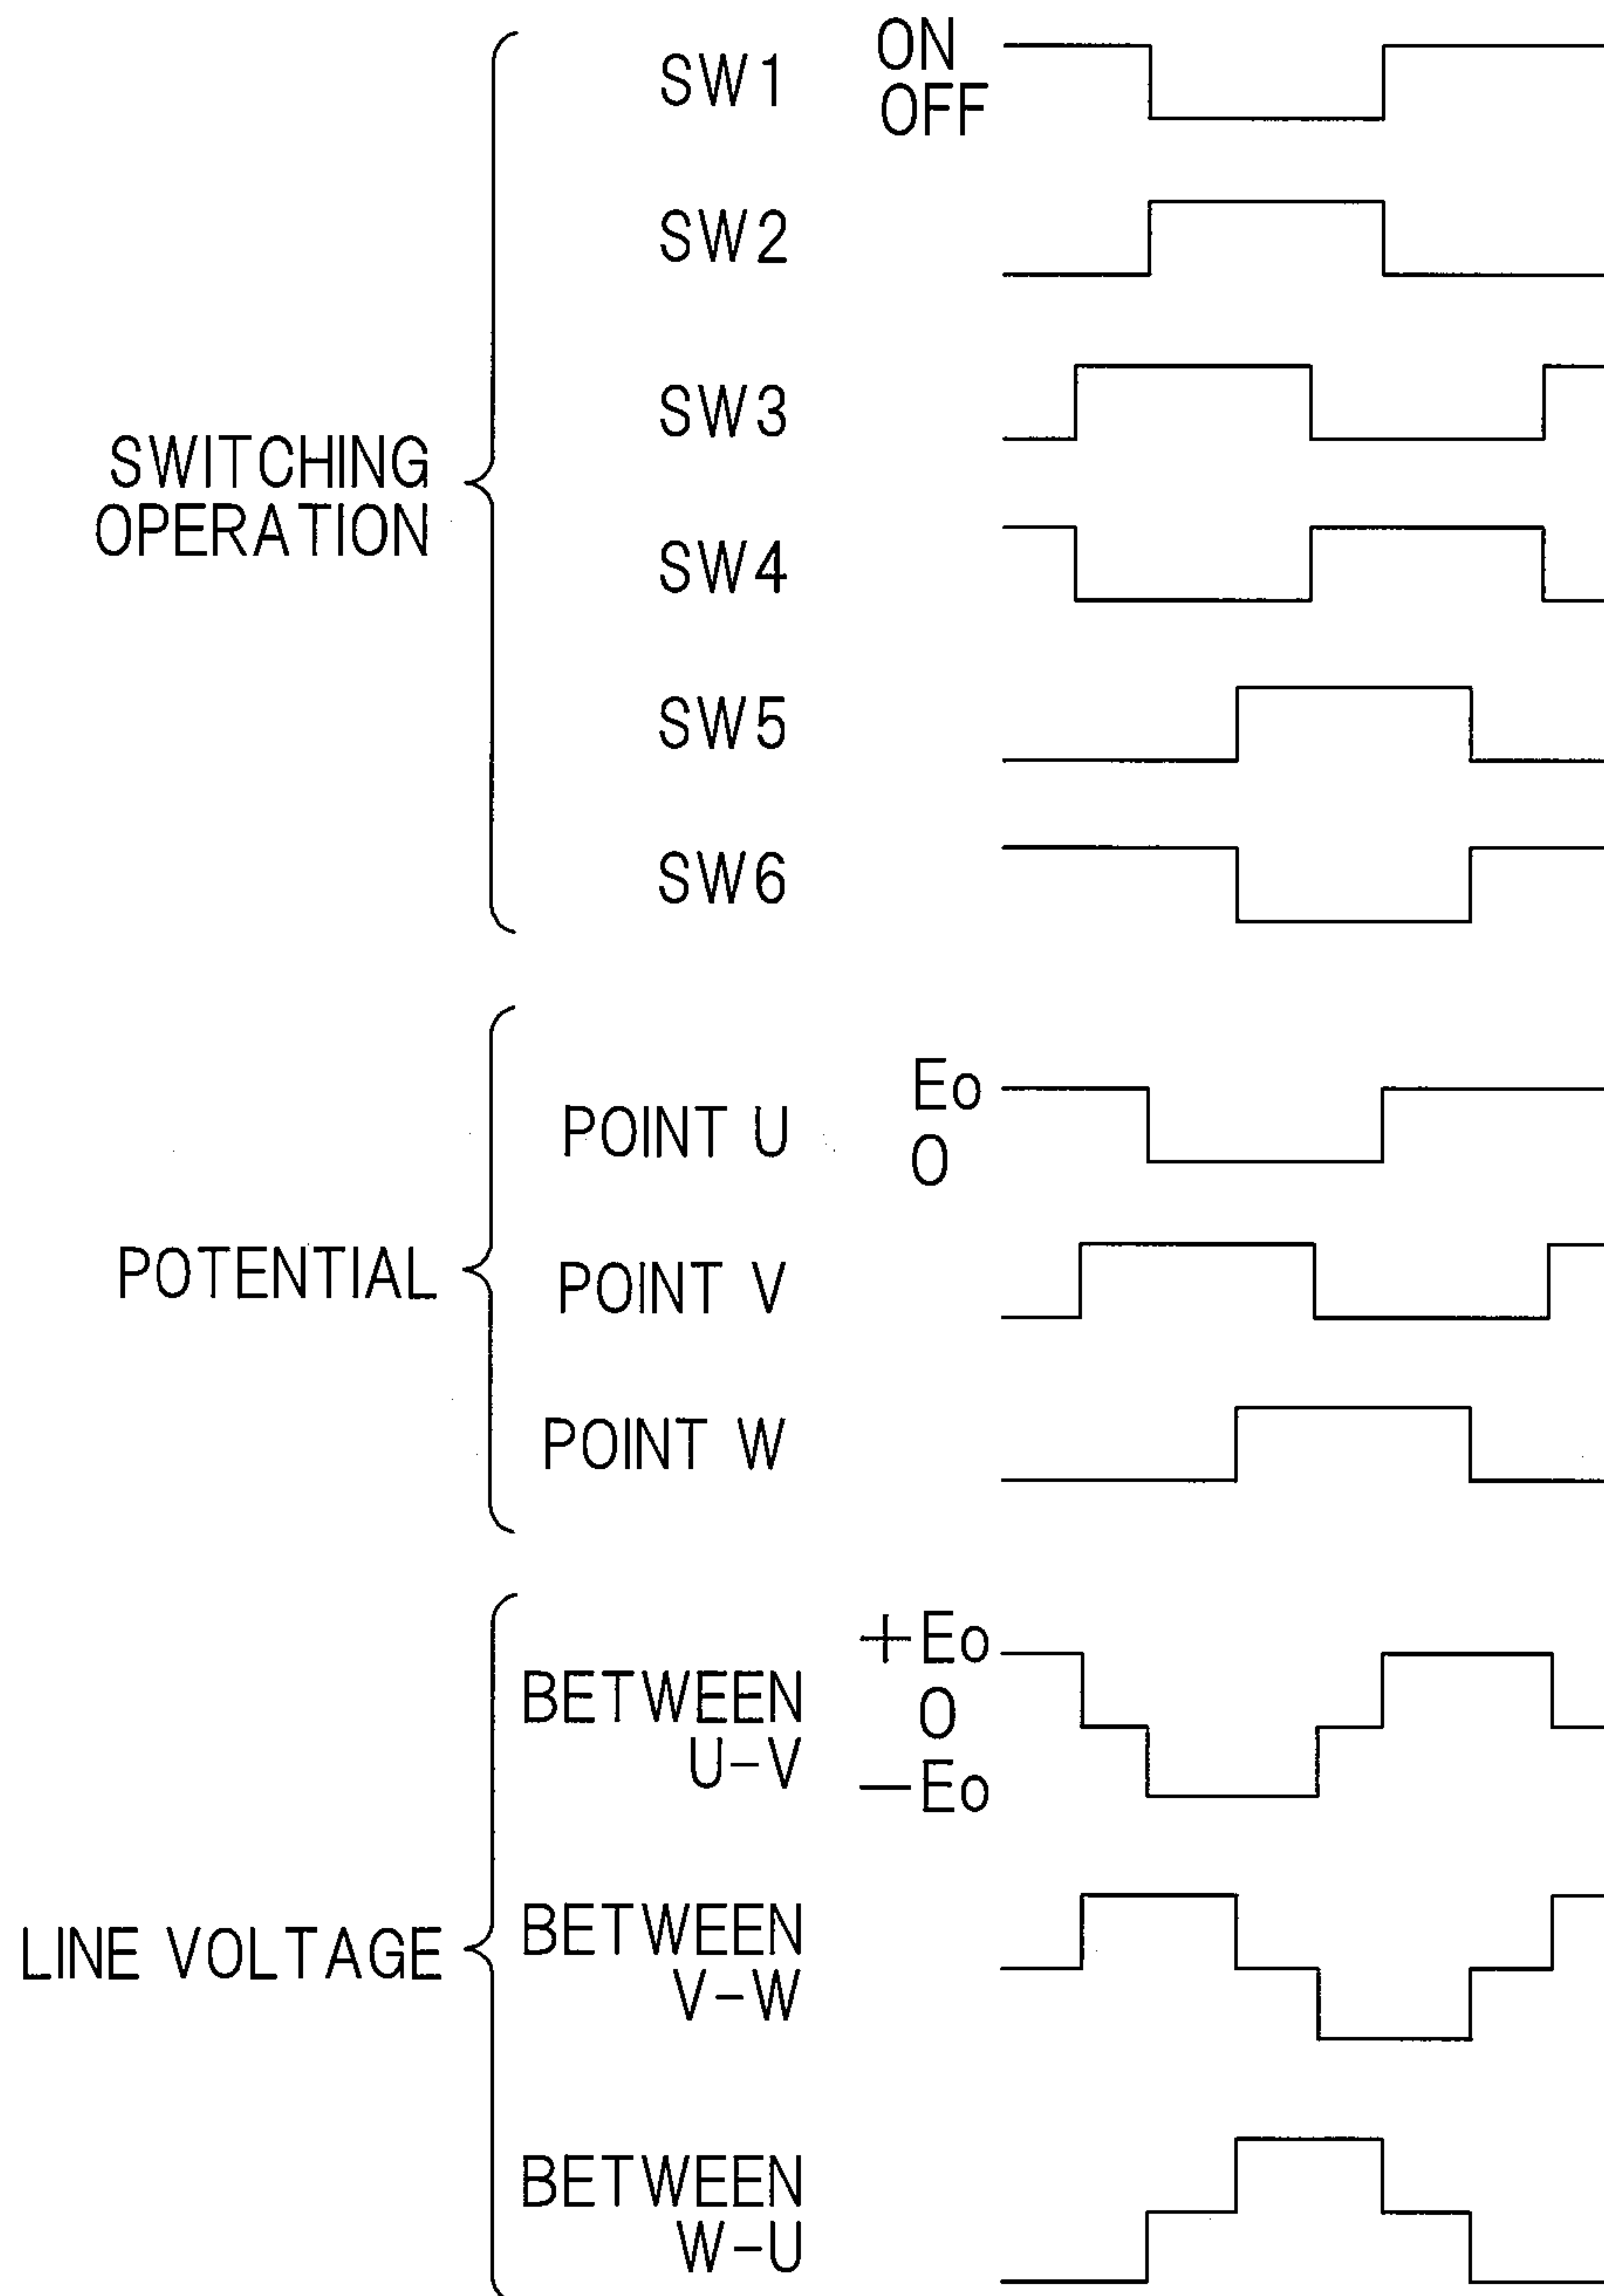 SW1 ON
OFF
SW2
SW3
SWITCHING
OPERATION
SW4
SW5
SW6
POINT U Eo
0
POTENTIAL
POINT V
POINT W
BETWEEN
U-V
+Eo
0
-Eo
LINE VOLTAGE
BETWEEN
V-W
BETWEEN
W-U